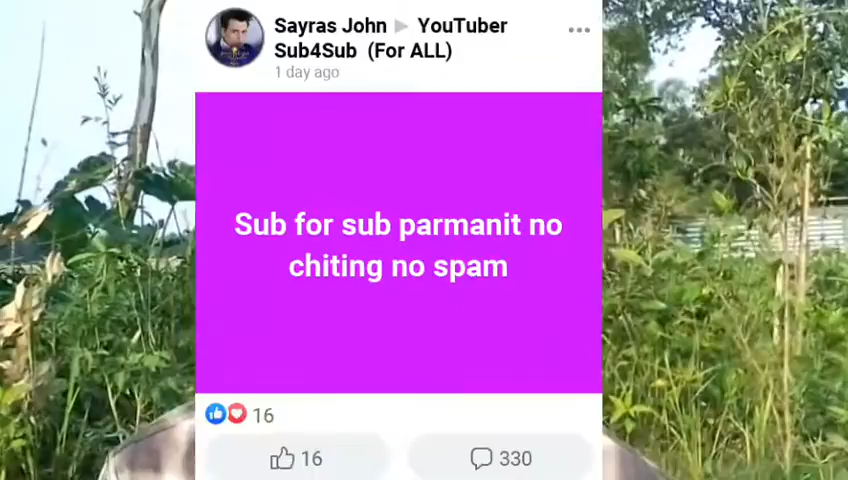 Sayras John ▶ YouTuber
Sub4Sub (For ALL)
1 day ago
Sub for sub parmanit no
chiting no spam
16
16 330